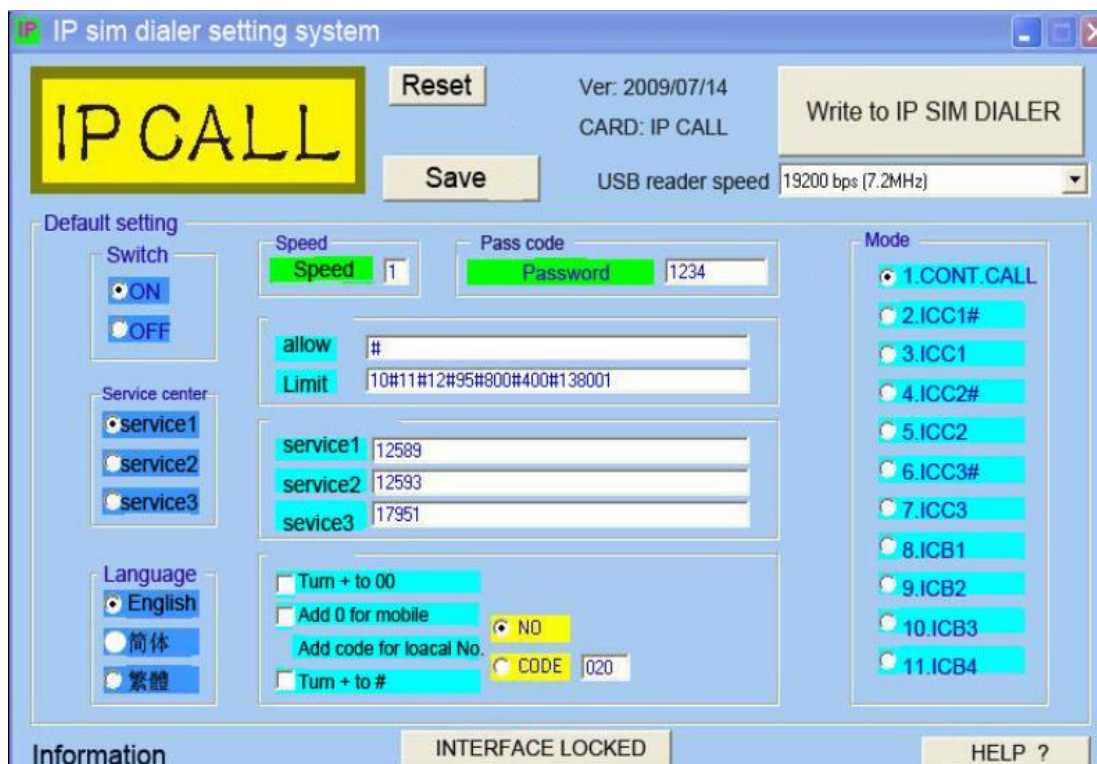 IP IP sim dialer setting system
IP CALL
Reset
Save
Ver: 2009/07/14
CARD: IP CALL
Write to IP SIM DIALER
USB reader speed 19200 bps (7.2MHz)
Default setting
Switch
ON
OFF
Service center
service1
service2
service3
Language
English
简体
繁體
Speed
Speed 1
Pass code
Password 1234
allow #
Limit 10#11#12#95#800#400#138001
service1 12589
service2 12593
sevice3 17951
Turn + to 00
Add 0 for mobile
Add code for loacal No.
Turn + to #
NO
CODE 020
Mode
1.CONT.CALL
2.ICC1#
3.ICC1
4.ICC2#
5.ICC2
6.ICC3#
7.ICC3
8.ICB1
9.ICB2
10.ICB3
11.ICB4
Information
INTERFACE LOCKED
HELP ?